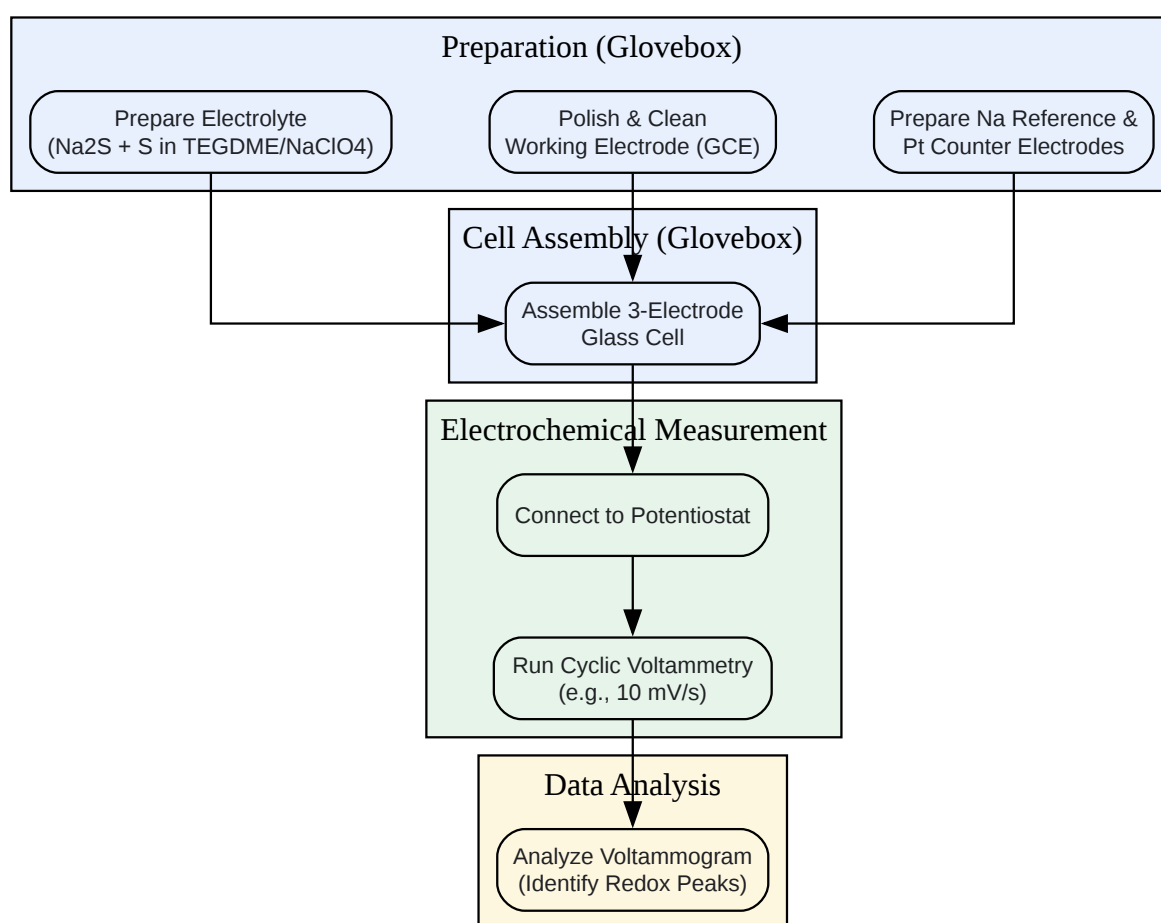 Preparation (Glovebox)
Prepare Electrolyte
(Na2S + S in TEGDME/NaClO4)
Polish & Clean
Working Electrode (GCE)
Prepare Na Reference &
Pt Counter Electrodes
Cell Assembly (Glovebox)
Assemble 3-Electrode
Glass Cell
Electrochemical Measurement
Connect to Potentiostat
Run Cyclic Voltammetry
(e.g., 10 mV/s)
Data Analysis
Analyze Voltammogram
(Identify Redox Peaks)